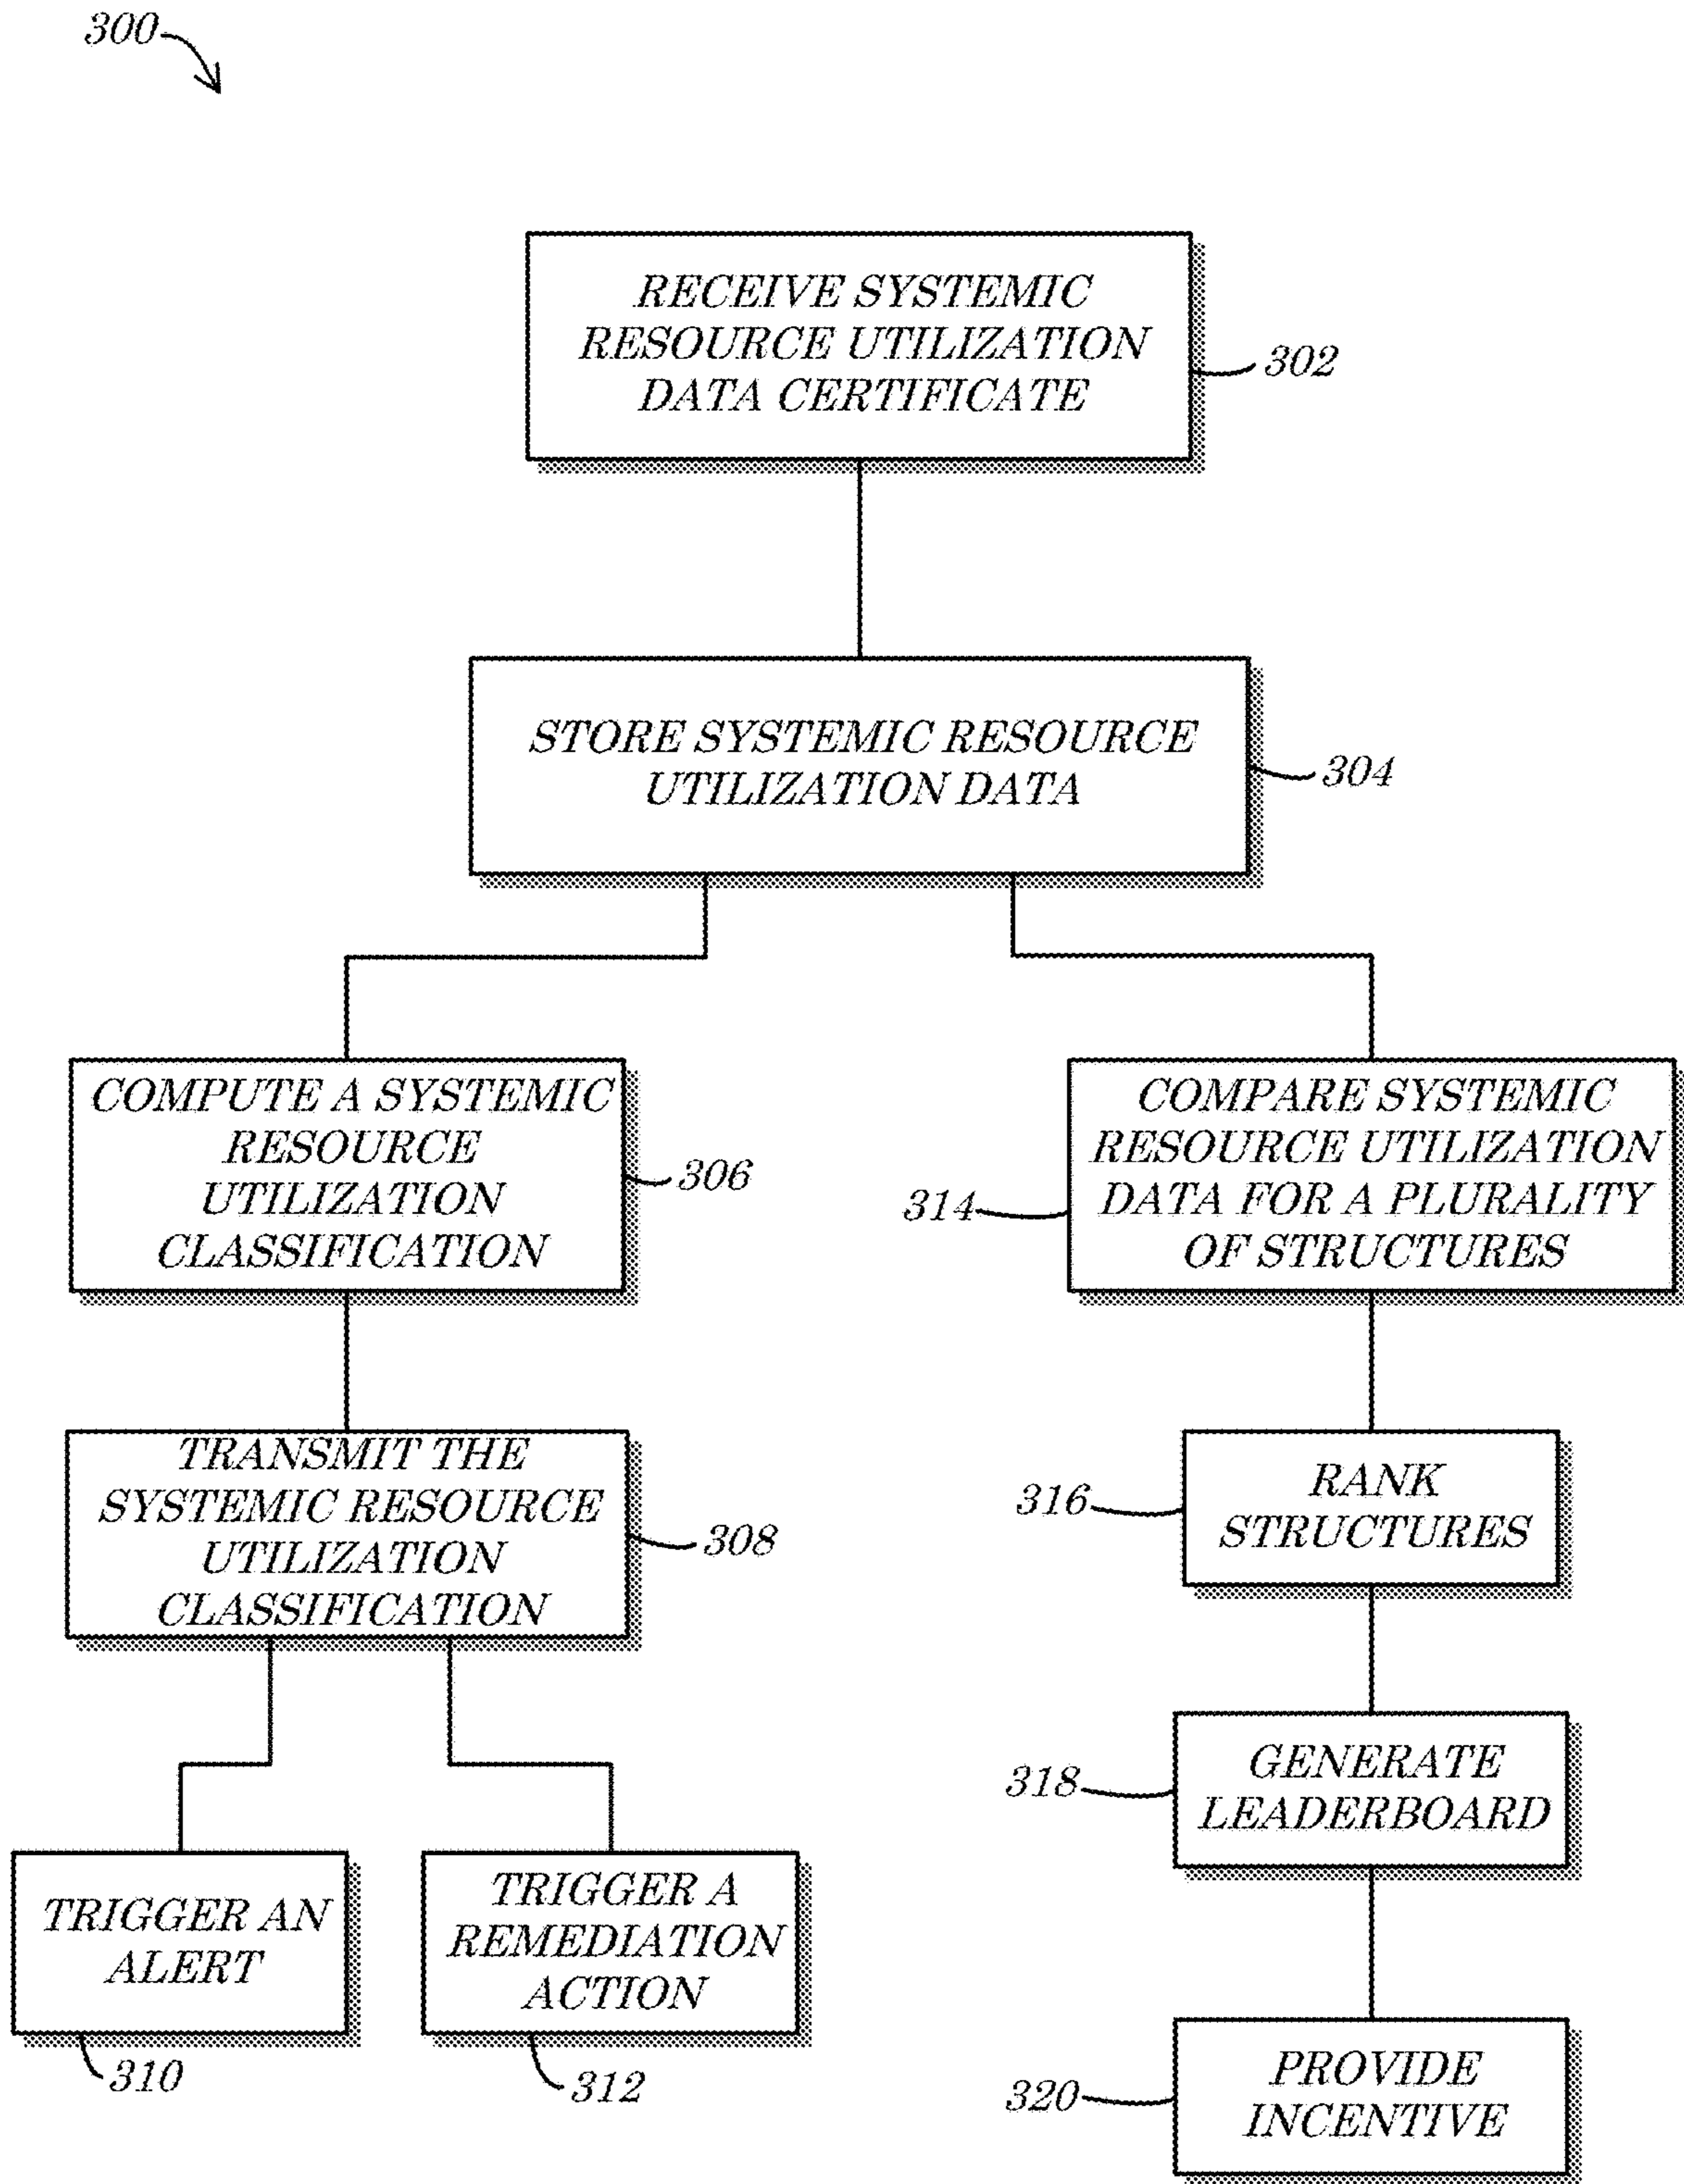 300
RECEIVE SYSTEMIC
RESOURCE UTILIZATION
DATA CERTIFICATE
302
STORE SYSTEMIC RESOURCE
UTILIZATION DATA
304
COMPUTE A SYSTEMIC
RESOURCE
UTILIZATION
CLASSIFICATION
306
TRANSMIT THE
SYSTEMIC RESOURCE
UTILIZATION
CLASSIFICATION
308
TRIGGER AN
ALERT
310
TRIGGER A
REMEDIATION
ACTION
312
COMPARE SYSTEMIC
RESOURCE UTILIZATION
DATA FOR A PLURALITY
OF STRUCTURES
314
RANK
STRUCTURES
316
GENERATE
LEADERBOARD
318
PROVIDE
INCENTIVE
320